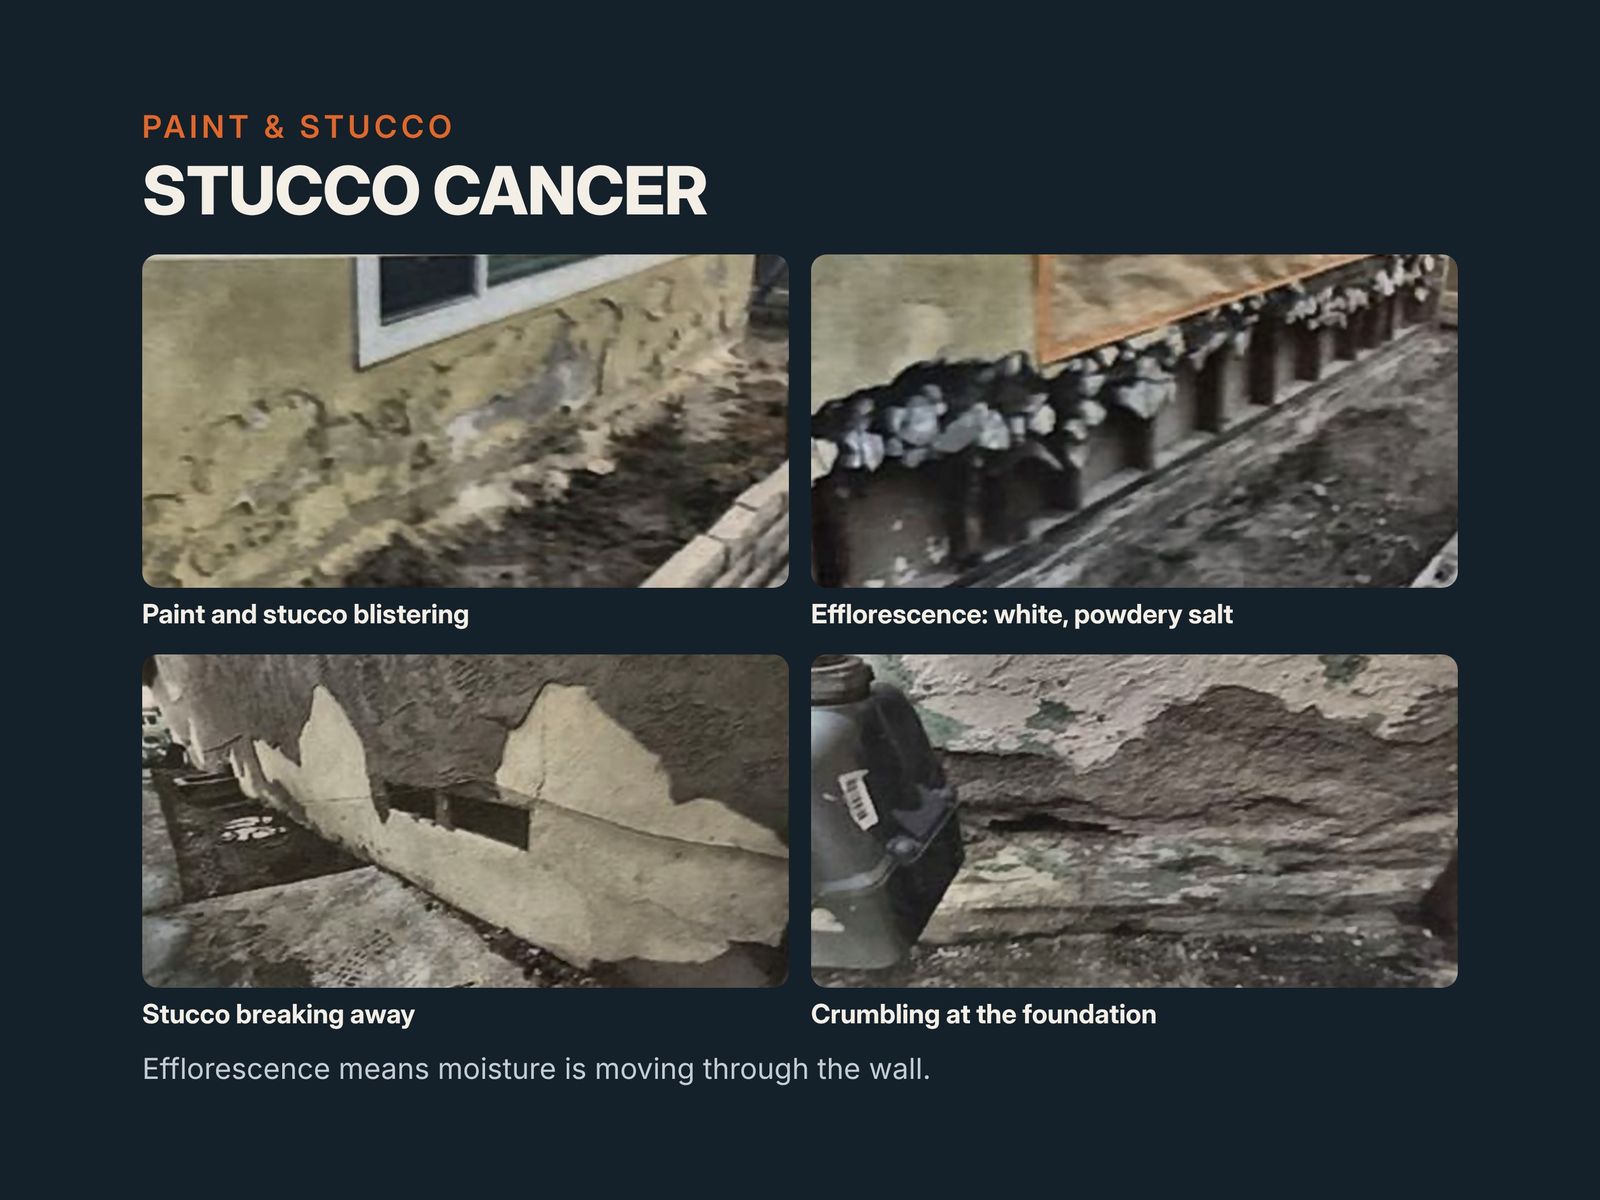 PAINT & STUCCO
STUCCO CANCER
Paint and stucco blistering
Efflorescence: white, powdery salt
Stucco breaking away
Crumbling at the foundation
Efflorescence means moisture is moving through the wall.